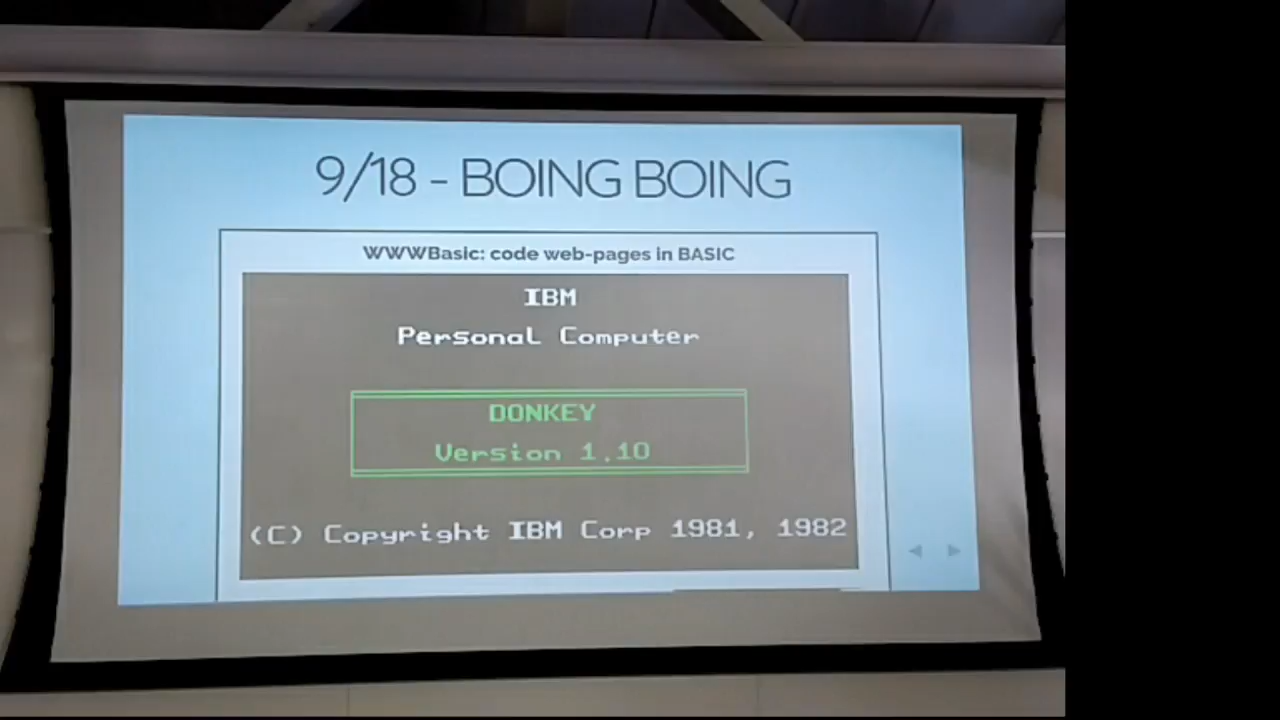 9/18 - BOING BOING
WWWBasic: code web-pages in BASIC
IBM
Personal Computer
DONKEY
Version 1.10
(C) Copyright IBM Corp 1981, 1982